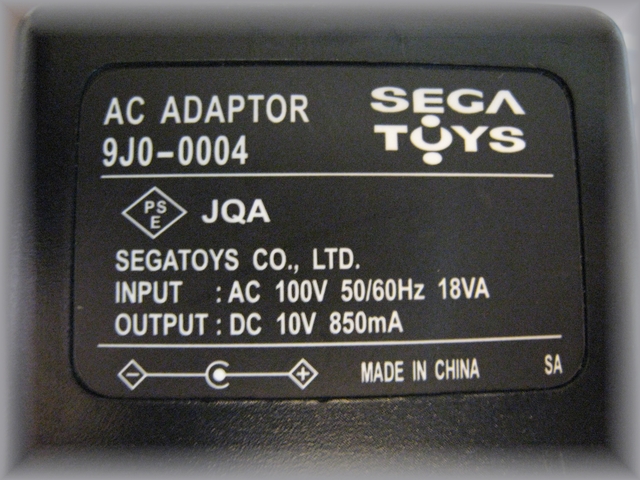 AC ADAPTOR
9J0-0004
SEGA
TOYS
PS
E
JQA
SEGATOYS CO., LTD.
INPUT : AC 100V 50/60Hz 18VA
OUTPUT : DC 10V 850mA
− +
MADE IN CHINA SA